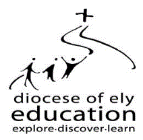 diocese of ely
education
explore·discover·learn